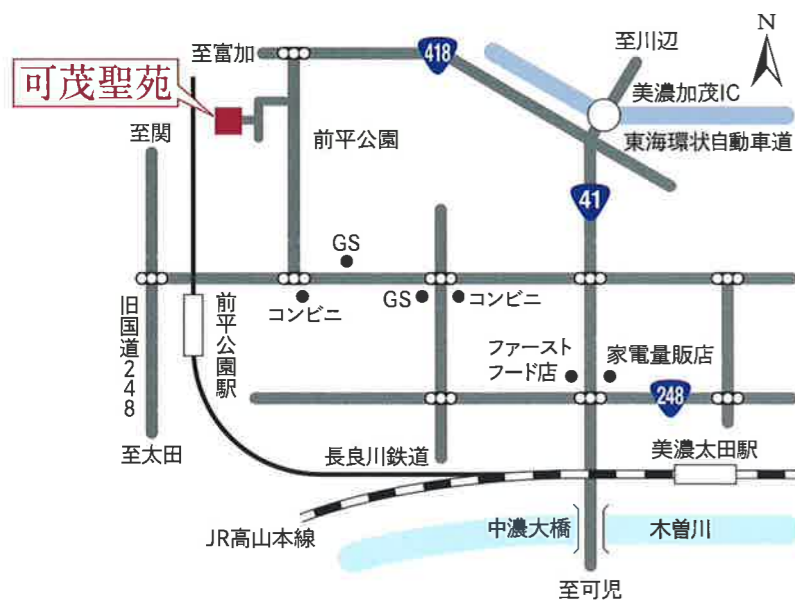 N
至富加
418
至川辺
可茂聖苑
美濃加茂IC
至関
前平公園
東海環状自動車道
41
GS
コンビニ
GS
コンビニ
旧国道248
前平公園駅
ファースト
フード店
家電量販店
248
至太田
長良川鉄道
美濃太田駅
JR高山本線
中濃大橋
木曽川
至可児